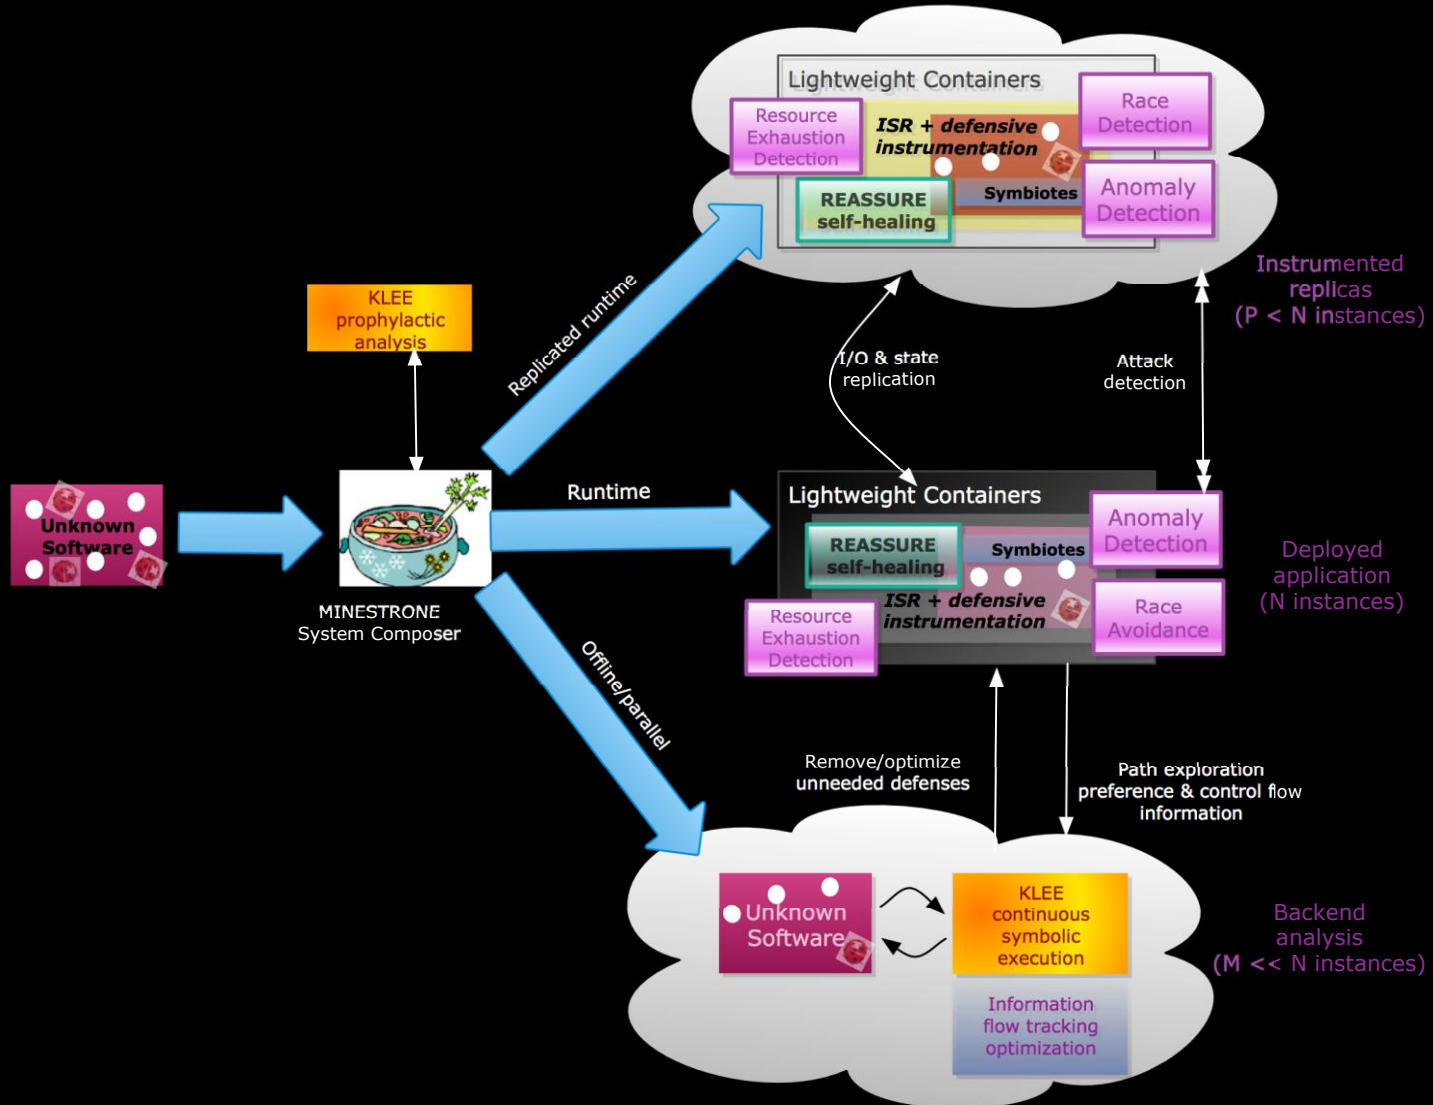 Lightweight Containers
Resource
Exhaustion
Detection
ISR + defensive
instrumentation
Race
Detection
REASSURE
self-healing
Symbiotes
Anomaly
Detection
Instrumented
replicas
(P < N instances)
KLEE
prophylactic
analysis
Replicated runtime
I/O & state
replication
Attack
detection
Unknown
Software
MINESTRONE
System Composer
Runtime
Lightweight Containers
REASSURE
self-healing
Symbiotes
Anomaly
Detection
ISR + defensive
instrumentation
Resource
Exhaustion
Detection
Race
Avoidance
Deployed
application
(N instances)
Offline/parallel
Remove/optimize
unneeded defenses
Path exploration
preference & control flow
information
Unknown
Software
KLEE
continuous
symbolic
execution
Information
flow tracking
optimization
Backend
analysis
(M << N instances)